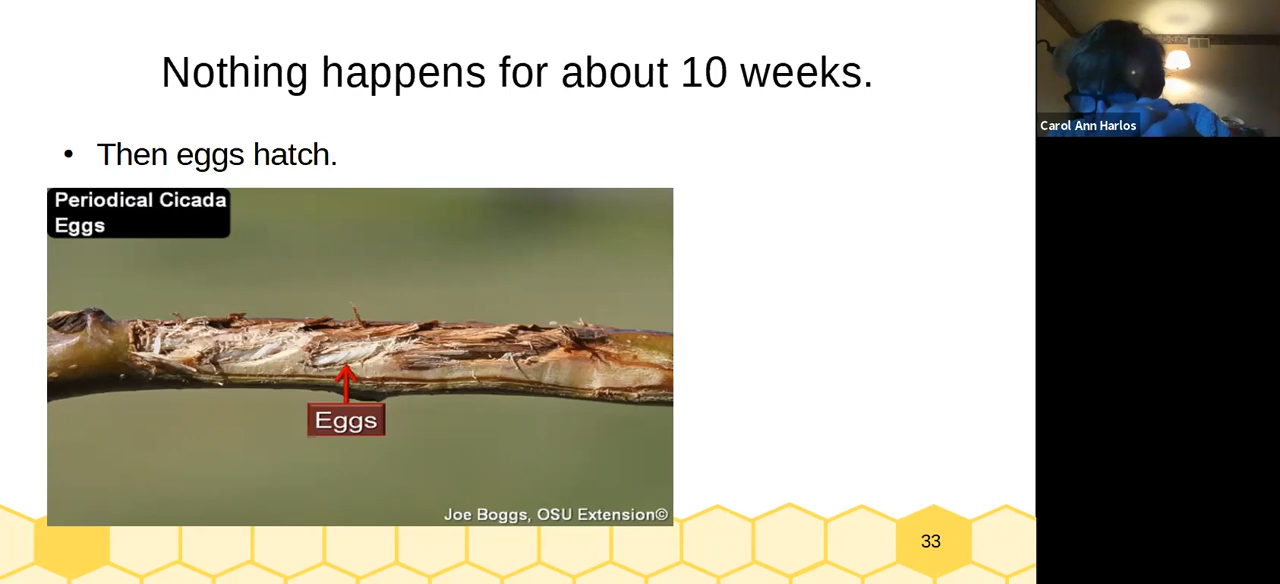 Nothing happens for about 10 weeks.
• Then eggs hatch.
Periodical Cicada
Eggs
Eggs
Joe Boggs, OSU Extension©
33
Carol Ann Harlos